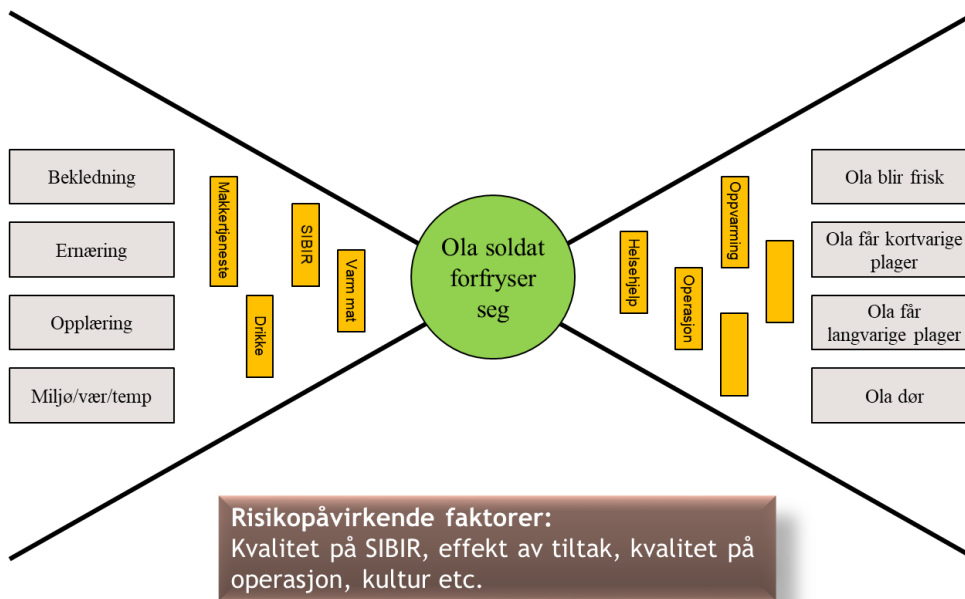 Bekledning
Ernæring
Opplæring
Miljø/vær/temp
Makkertjeneste
Drikke
SIBIR
Varm mat
Ola soldat
forfryser
seg
Helsehjelp
Operasjon
Oppvarming
Ola blir frisk
Ola får kortvarige
plager
Ola får
langvarige plager
Ola dør
Risikopåvirkende faktorer:
Kvalitet på SIBIR, effekt av tiltak, kvalitet på
operasjon, kultur etc.